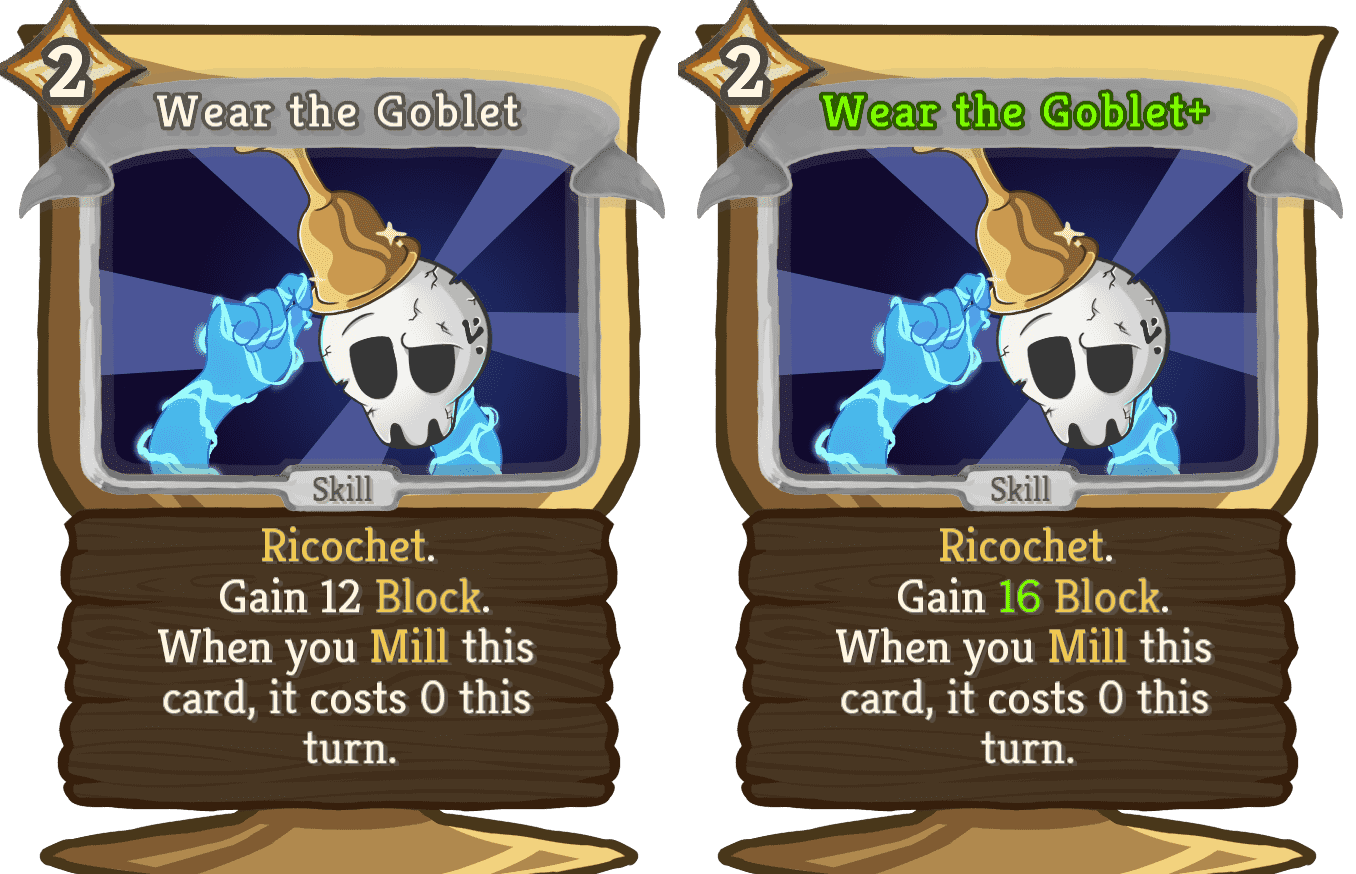 2
Wear the Goblet
Skill
Ricochet.
Gain 12 Block.
When you Mill this
card, it costs 0 this
turn.
2
Wear the Goblet+
Skill
Ricochet.
Gain 16 Block.
When you Mill this
card, it costs 0 this
turn.